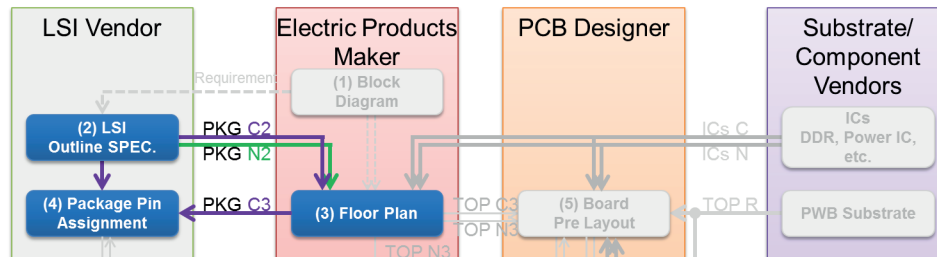 LSI Vendor
Electric Products
Maker
PCB Designer
Substrate/
Component
Vendors
Requirement
(1) Block
Diagram
(2) LSI
Outline SPEC.
PKG C2
PKG N2
ICs C
ICs N
ICs
DDR, Power IC,
etc.
(4) Package Pin
Assignment
PKG C3
(3) Floor Plan
TOP C3
TOP N3
(5) Board
Pre Layout
TOP R
PWB Substrate
TOP N3